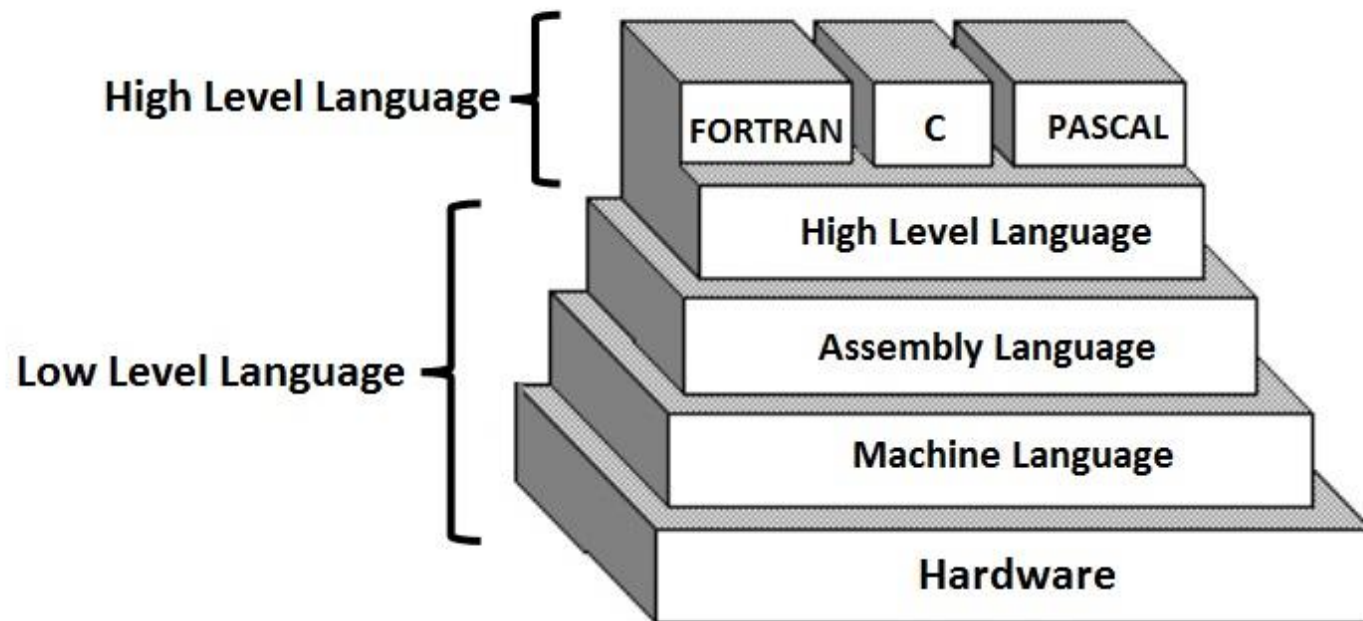 High Level Language
FORTRAN C PASCAL
High Level Language
Low Level Language
Assembly Language
Machine Language
Hardware